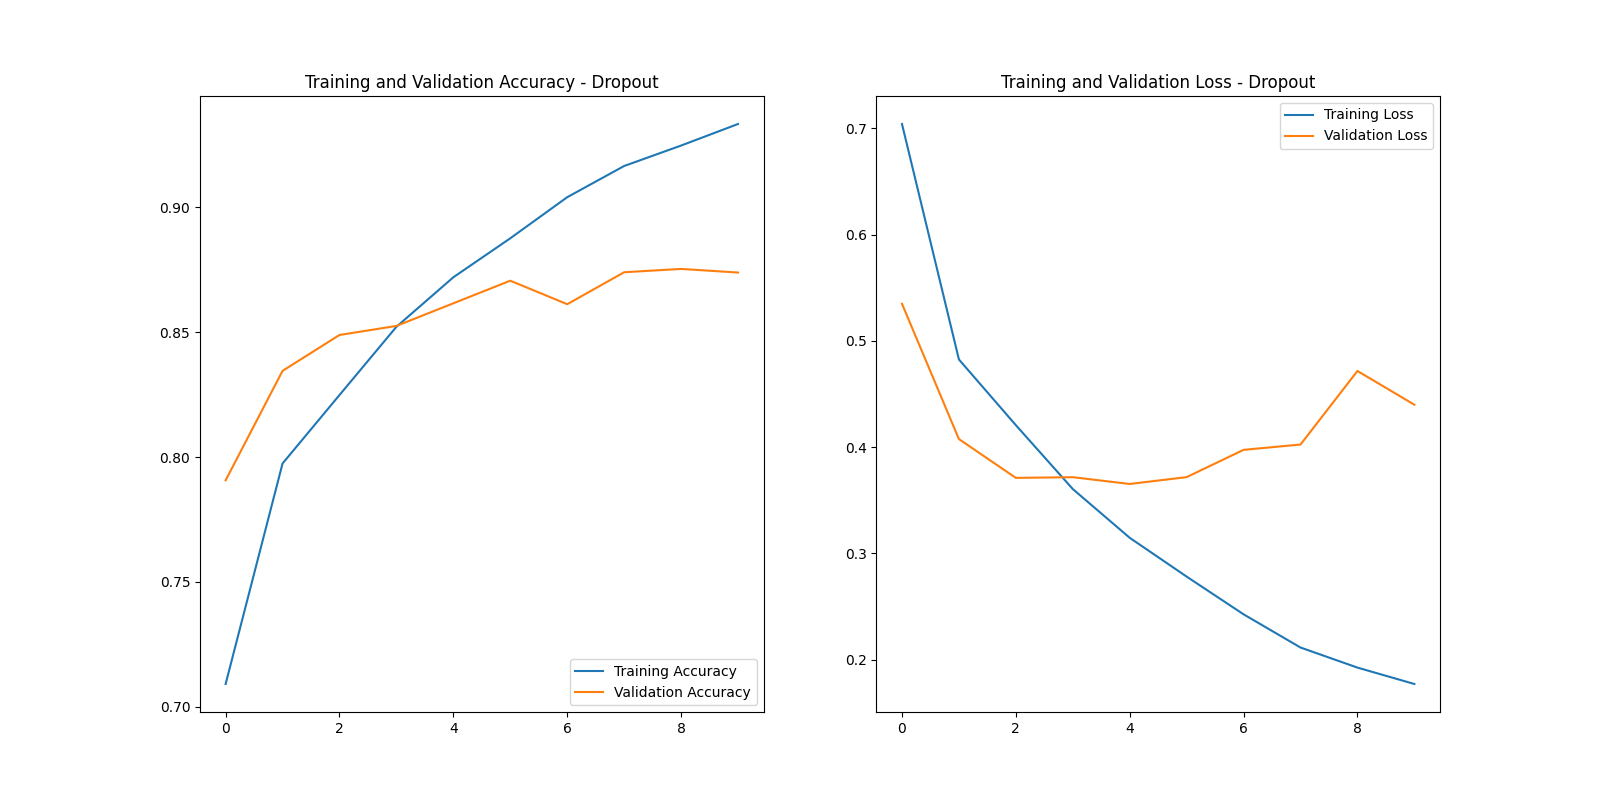 Training and Validation Accuracy - Dropout
0.90
0.85
0.80
0.75
0.70
0 2 4 6 8
Training Accuracy
Validation Accuracy
Training and Validation Loss - Dropout
0.7
0.6
0.5
0.4
0.3
0.2
0 2 4 6 8
Training Loss
Validation Loss